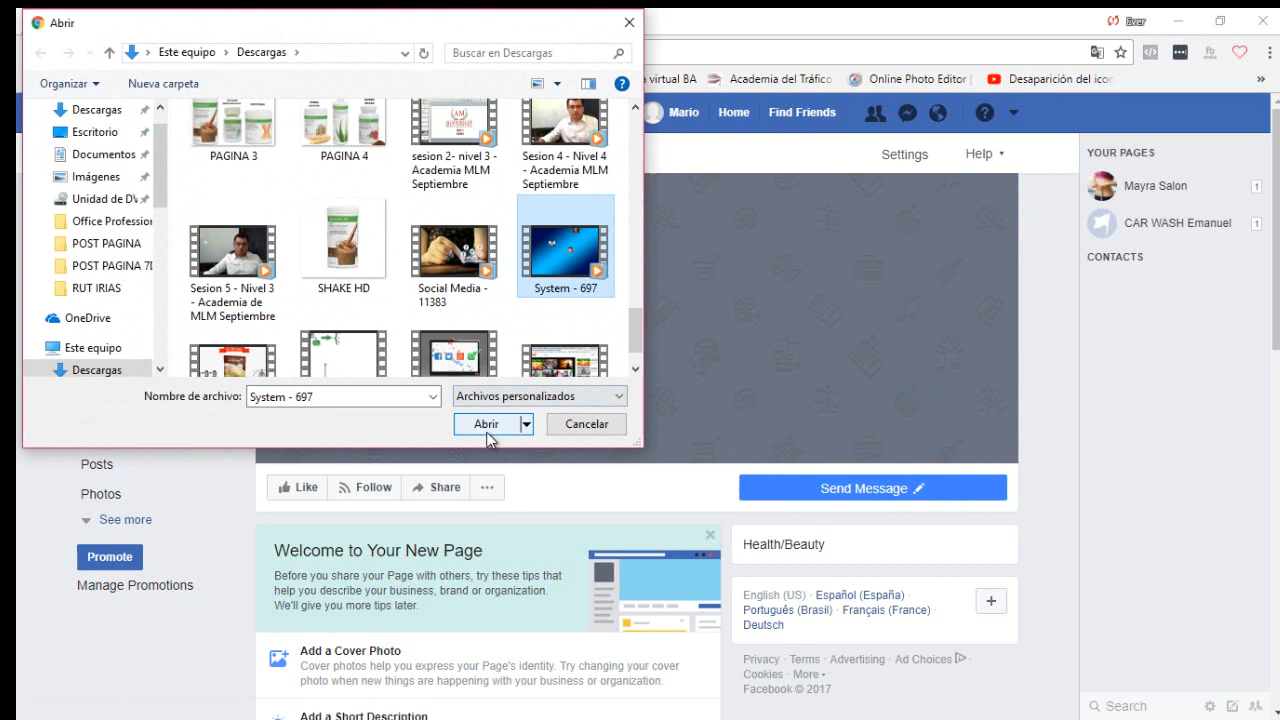 Abrir
Ever
Este equipo
Descargas
Buscar en Descargas
Organizar
Nueva carpeta
Descargas
Escritorio
Documentos
Imágenes
Unidad de DV
Office Profession
POST PAGINA
POST PAGINA 7D
RUT IRIAS
OneDrive
Este equipo
Descargas
PAGINA 3
PAGINA 4
sesion 2- nivel 3 -
Academia MLM
Septiembre
Sesion 4 - Nivel 4
- Academia MLM
Septiembre
Sesion 5 - Nivel 3
- Academia de
MLM Septiembre
SHAKE HD
Social Media -
11383
System - 697
Nombre de archivo:
System - 697
Archivos personalizados
Abrir
Cancelar
a virtual BA
Academia del Tráfico
Online Photo Editor |
Desaparición del icon
Mario
Home
Find Friends
Settings
Help
YOUR PAGES
Mayra Salon
1
CAR WASH Emanuel
1
CONTACTS
Posts
Photos
See more
Promote
Manage Promotions
Like
Follow
Share
Send Message
Welcome to Your New Page
Before you share your Page with others, try these tips that
help you describe your business, brand or organization.
We'll give you more tips later.
Add a Cover Photo
Cover photos help you express your Page's identity. Try changing your cover
photo when new things are happening with your business or organization.
Add a Short Description
Health/Beauty
English (US) · Español (España) ·
Português (Brasil) · Français (France) ·
Deutsch
Privacy · Terms · Advertising · Ad Choices ·
Cookies · More
Facebook © 2017
Search